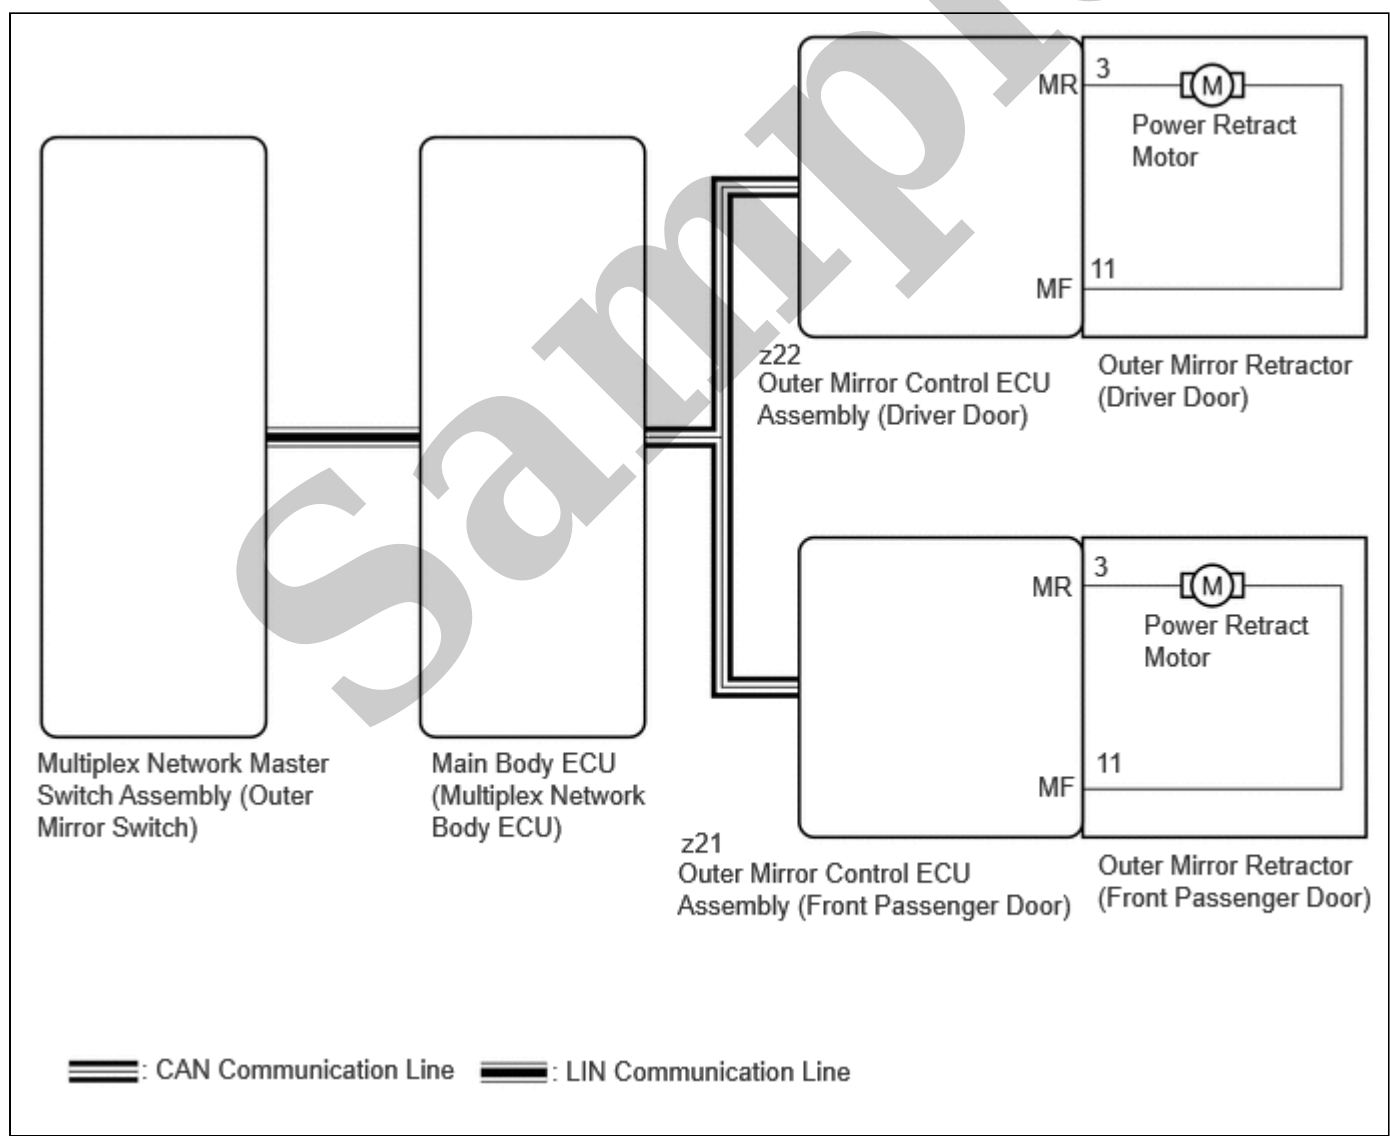 MR
3
M
Power Retract
Motor
MF
11
z22
Outer Mirror Control ECU
Assembly (Driver Door)
Outer Mirror Retractor
(Driver Door)
MR
3
M
Power Retract
Motor
MF
11
Multiplex Network Master
Switch Assembly (Outer
Mirror Switch)
Main Body ECU
(Multiplex Network
Body ECU)
z21
Outer Mirror Control ECU
Assembly (Front Passenger Door)
Outer Mirror Retractor
(Front Passenger Door)
: CAN Communication Line
: LIN Communication Line
Sampl